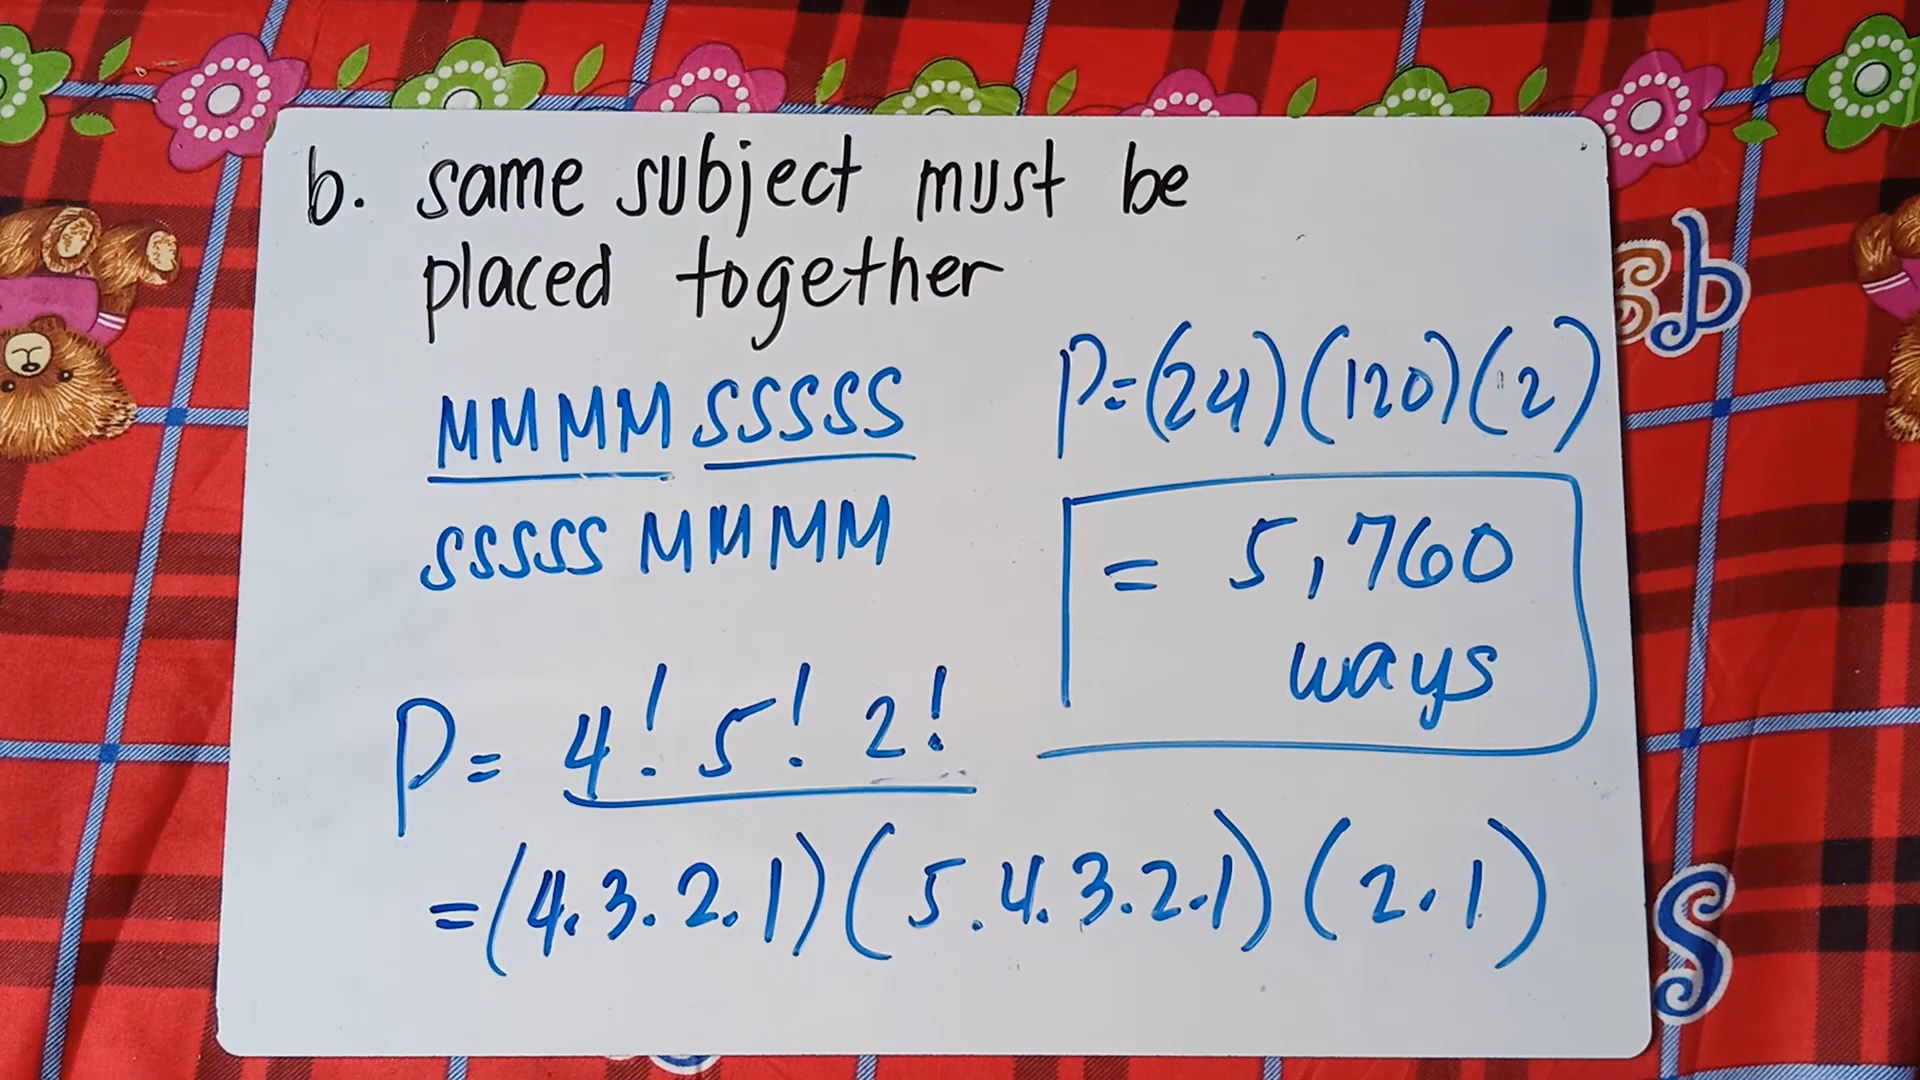 b. same subject must be
placed together
MMMM SSSSS
SSSSS MMMM
P= 4! 5! 2!
=(4.3.2.1)(5.4.3.2.1)(2.1)
P=(24)(120)(2)
= 5,760
ways
sb
S